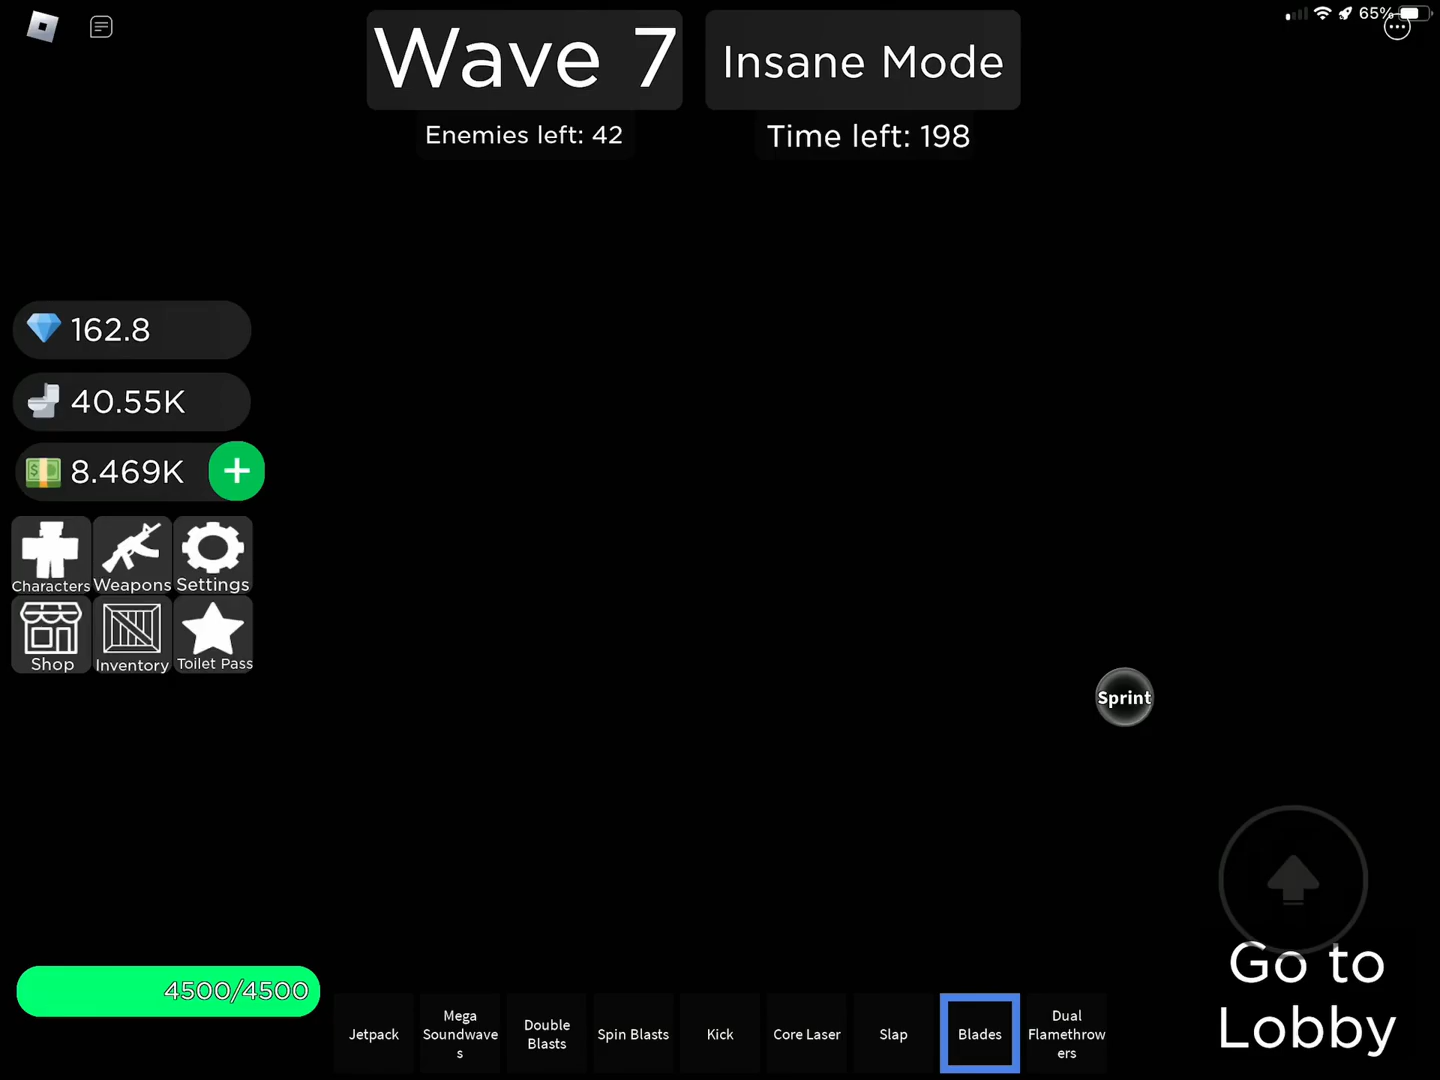 65%
Wave 7
Insane Mode
Enemies left: 42
Time left: 198
162.8
40.55K
8.469K
+
Characters
Weapons
Settings
Shop
Inventory
Toilet Pass
Sprint
Go to
Lobby
4500/4500
Jetpack
Mega
Soundwave
s
Double
Blasts
Spin Blasts
Kick
Core Laser
Slap
Blades
Dual
Flamethrow
ers